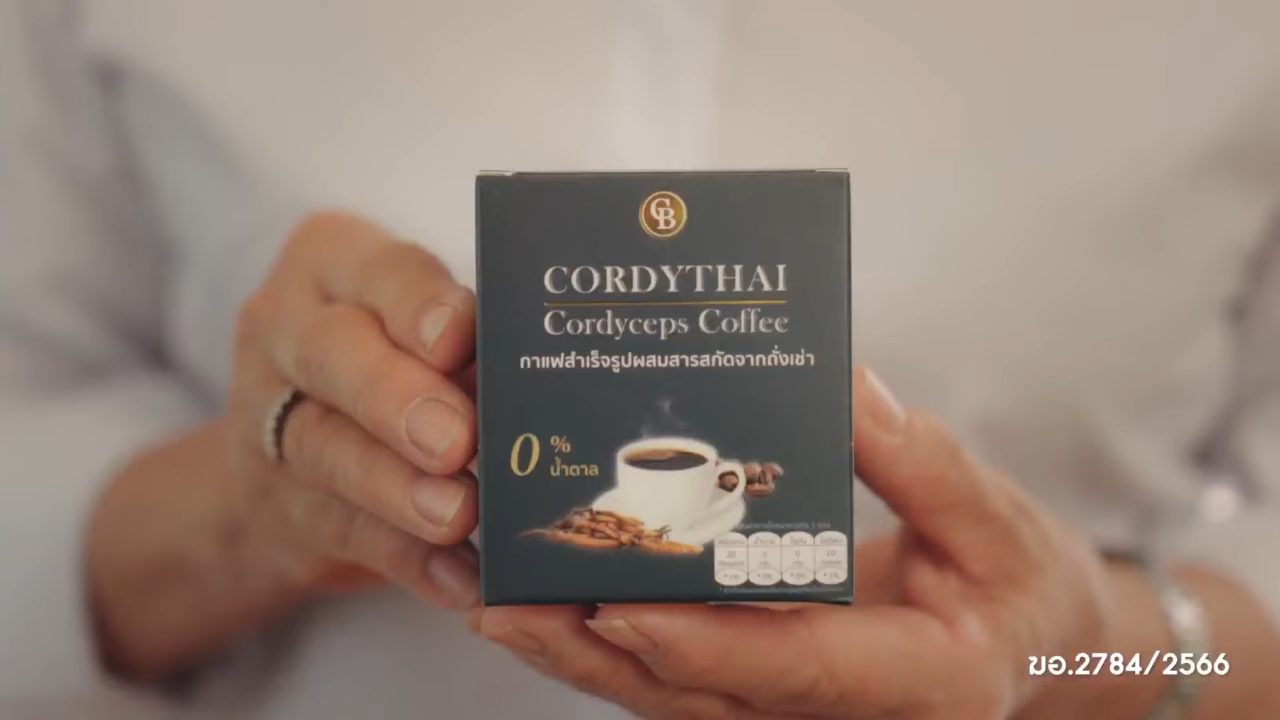 CB
CORDYTHAI
Cordyceps Coffee
กาแฟสำเร็จรูปผสมสารสกัดจากถั่งเช่า
0 %
น้ำตาล
ฆอ.2784/2566